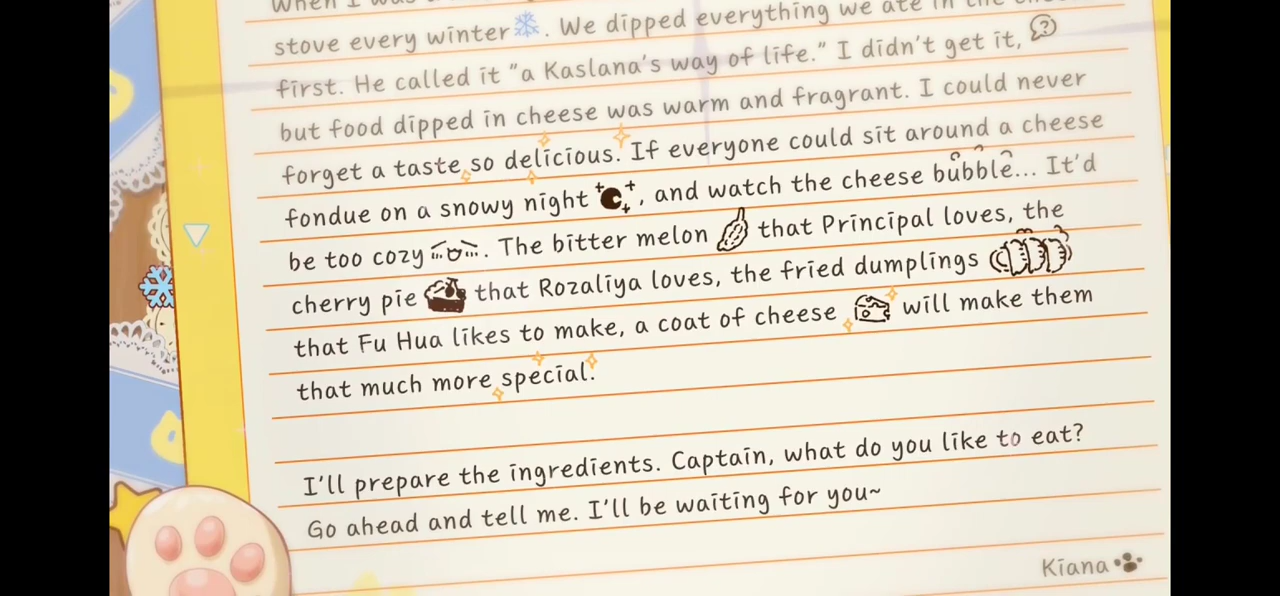 When I was
stove every winter. We dipped everything we ate in the
first. He called it "a Kaslana's way of life." I didn't get it,
but food dipped in cheese was warm and fragrant. I could never
forget a taste so delicious. If everyone could sit around a cheese
fondue on a snowy night, and watch the cheese bubble... It'd
be too cozy. The bitter melon that Principal loves, the
cherry pie that Rozaliya loves, the fried dumplings
that Fu Hua likes to make, a coat of cheese will make them
that much more special.
I'll prepare the ingredients. Captain, what do you like to eat?
Go ahead and tell me. I'll be waiting for you~
Kiana